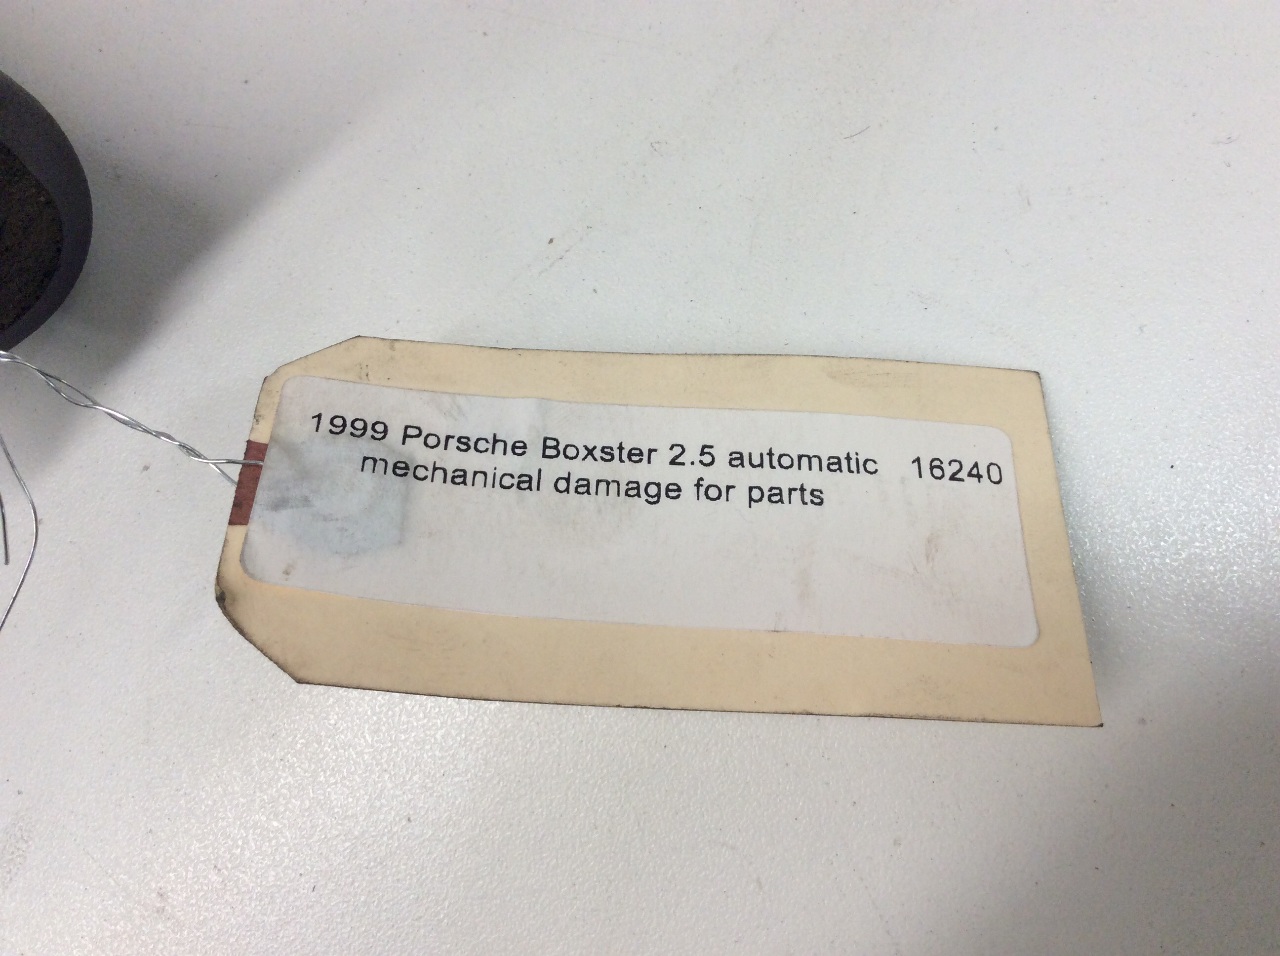 1999 Porsche Boxster 2.5 automatic 16240
mechanical damage for parts